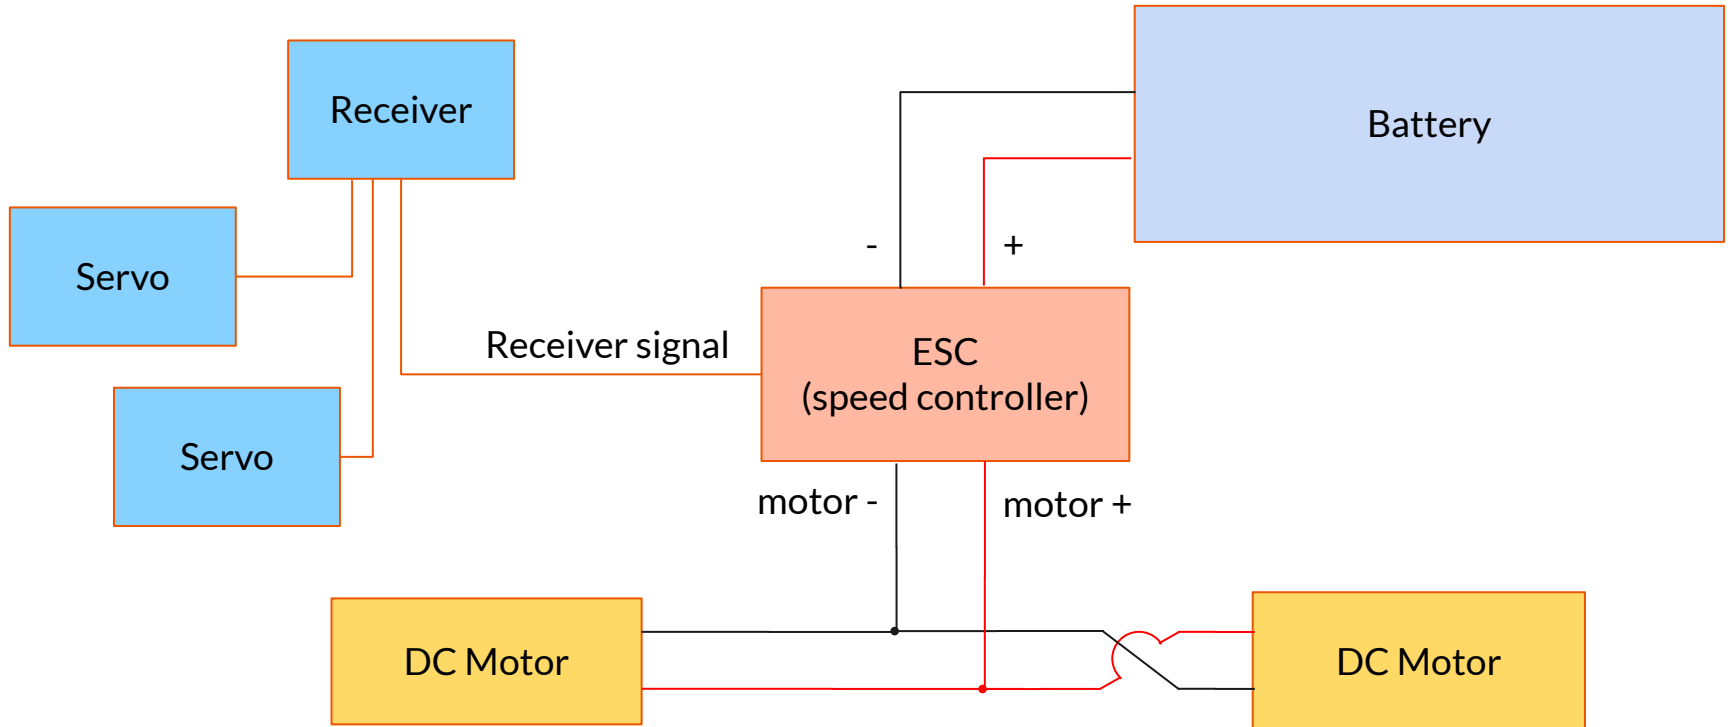 Receiver
Battery
Servo
-
+
Receiver signal
ESC
(speed controller)
Servo
motor -
motor +
DC Motor
DC Motor